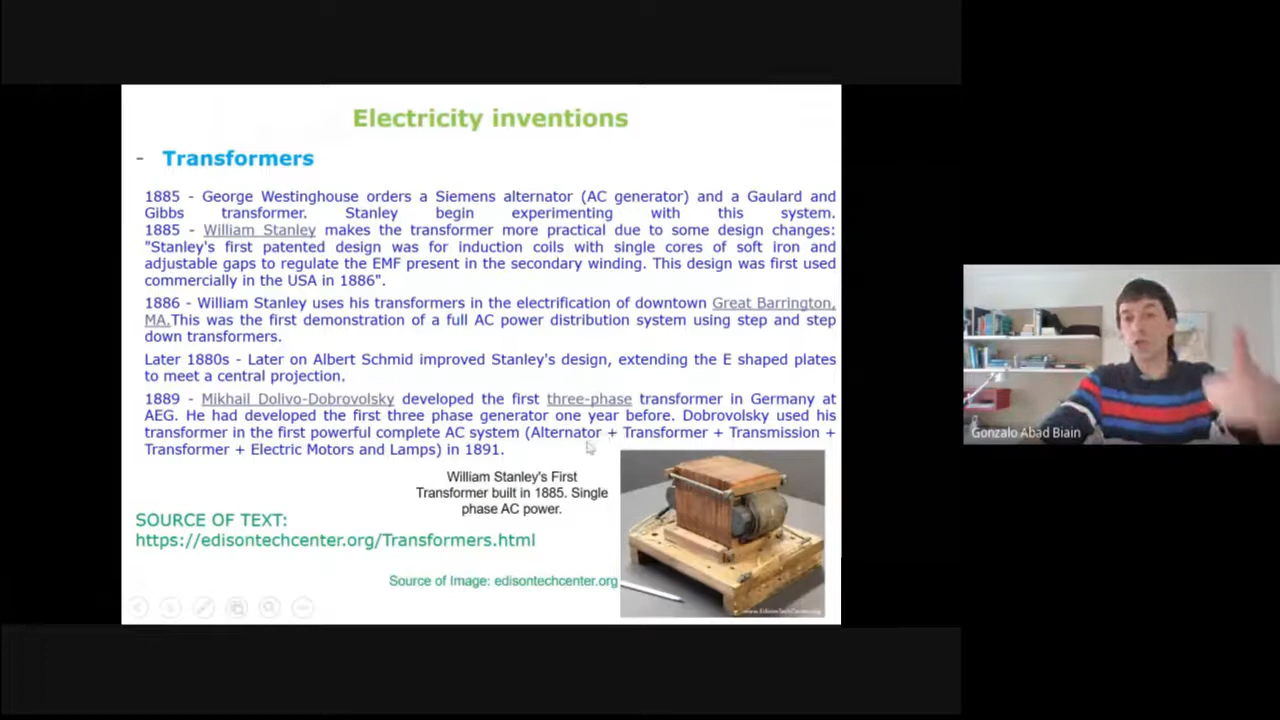 Electricity inventions
- Transformers
1885 - George Westinghouse orders a Siemens alternator (AC generator) and a Gaulard and
Gibbs transformer. Stanley begin experimenting with this system.
1885 - William Stanley makes the transformer more practical due to some design changes:
"Stanley's first patented design was for induction coils with single cores of soft iron and
adjustable gaps to regulate the EMF present in the secondary winding. This design was first used
commercially in the USA in 1886".
1886 - William Stanley uses his transformers in the electrification of downtown Great Barrington,
MA.This was the first demonstration of a full AC power distribution system using step and step
down transformers.
Later 1880s - Later on Albert Schmid improved Stanley's design, extending the E shaped plates
to meet a central projection.
1889 - Mikhail Dolivo-Dobrovolsky developed the first three-phase transformer in Germany at
AEG. He had developed the first three phase generator one year before. Dobrovolsky used his
transformer in the first powerful complete AC system (Alternator + Transformer + Transmission +
Transformer + Electric Motors and Lamps) in 1891.
William Stanley's First
Transformer built in 1885. Single
phase AC power.
SOURCE OF TEXT:
https://edisontechcenter.org/Transformers.html
Source of Image: edisontechcenter.org
www.EdisonTechCenter.org
Gonzalo Abad Biain